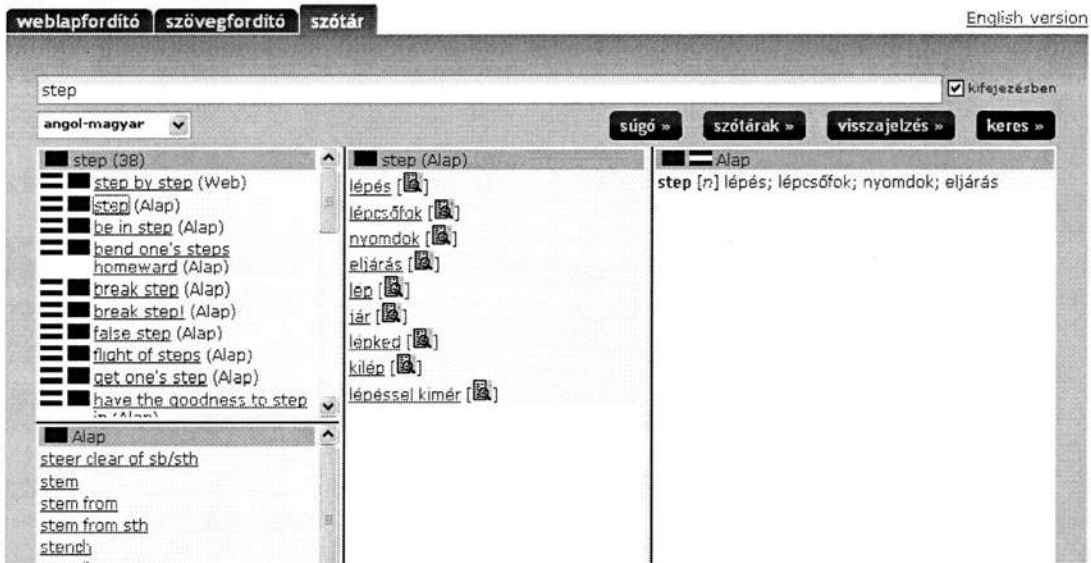 weblapfordító szövegfordító szótár English version
step kifejezésben
angol-magyar súgó » szótárak » visszajelzés » keres »
step (38)
step by step (Web)
step (Alap)
be in step (Alap)
bend one's steps
homeward (Alap)
break step (Alap)
break step! (Alap)
false step (Alap)
flight of steps (Alap)
get one's step (Alap)
have the goodness to step
in (Alap)
Alap
steer clear of sb/sth
stem
stem from
stem from sth
stench
step (Alap)
lépés []
lépcsőfok []
nyomdok []
eljárás []
lép []
jár []
lépked []
kilép []
lépéssel kimér []
Alap
step [n] lépés; lépcsőfok; nyomdok; eljárás